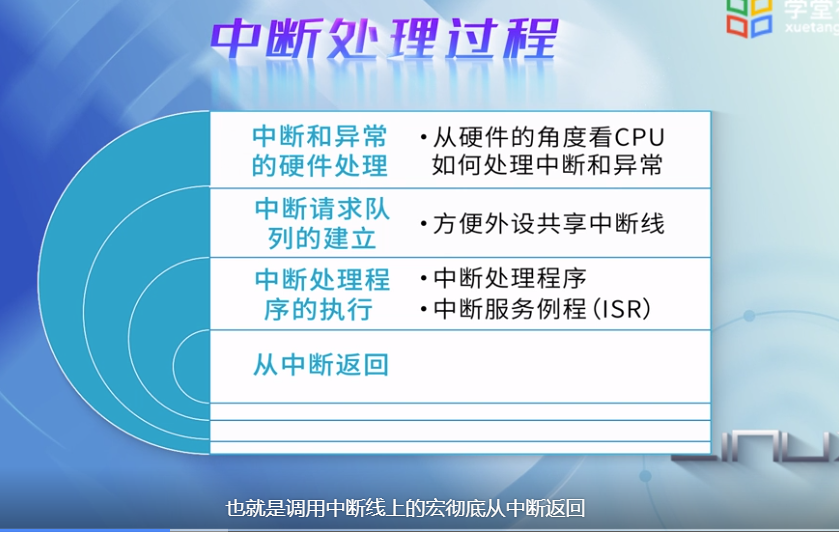 中断处理过程
学堂
xuetang
中断和异常
的硬件处理
•从硬件的角度看CPU
如何处理中断和异常
中断请求队
列的建立
•方便外设共享中断线
中断处理程
序的执行
•中断处理程序
•中断服务例程(ISR)
从中断返回
LINUX
也就是调用中断线上的宏彻底从中断返回